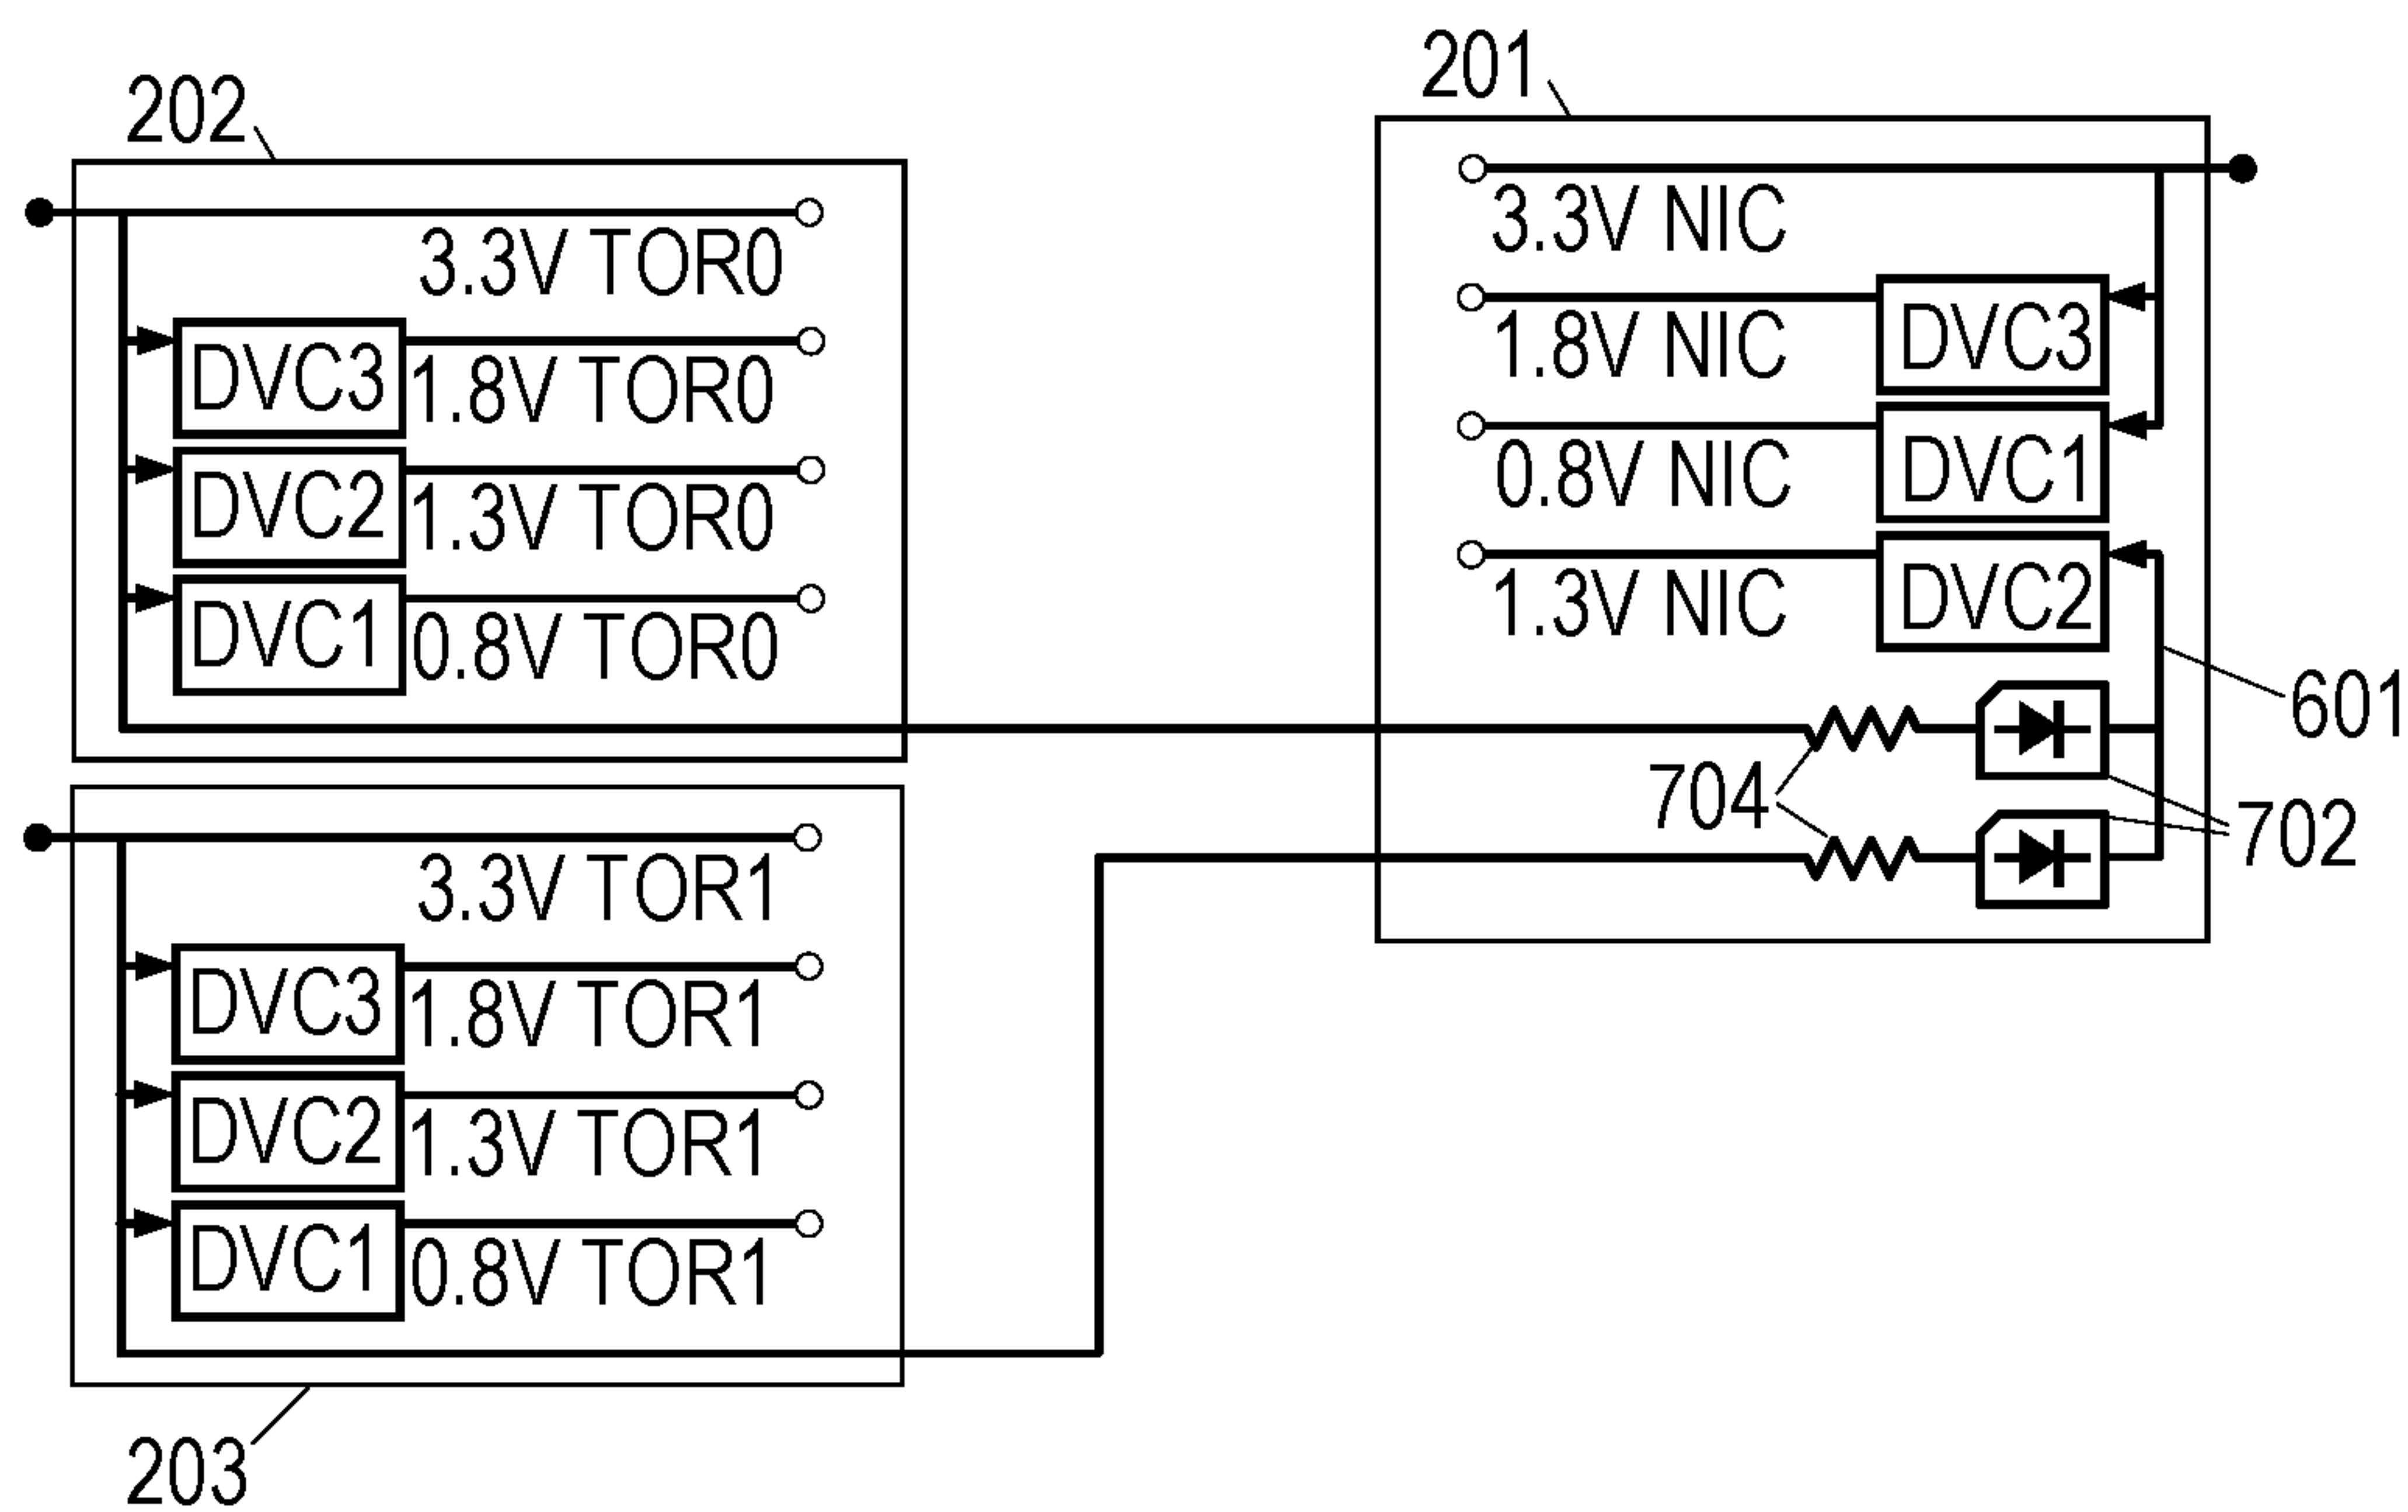 202
3.3V TOR0
DVC3 1.8V TOR0
DVC2 1.3V TOR0
DVC1 0.8V TOR0
201
3.3V NIC
1.8V NIC DVC3
0.8V NIC DVC1
1.3V NIC DVC2
601
704
702
3.3V TOR1
DVC3 1.8V TOR1
DVC2 1.3V TOR1
DVC1 0.8V TOR1
203